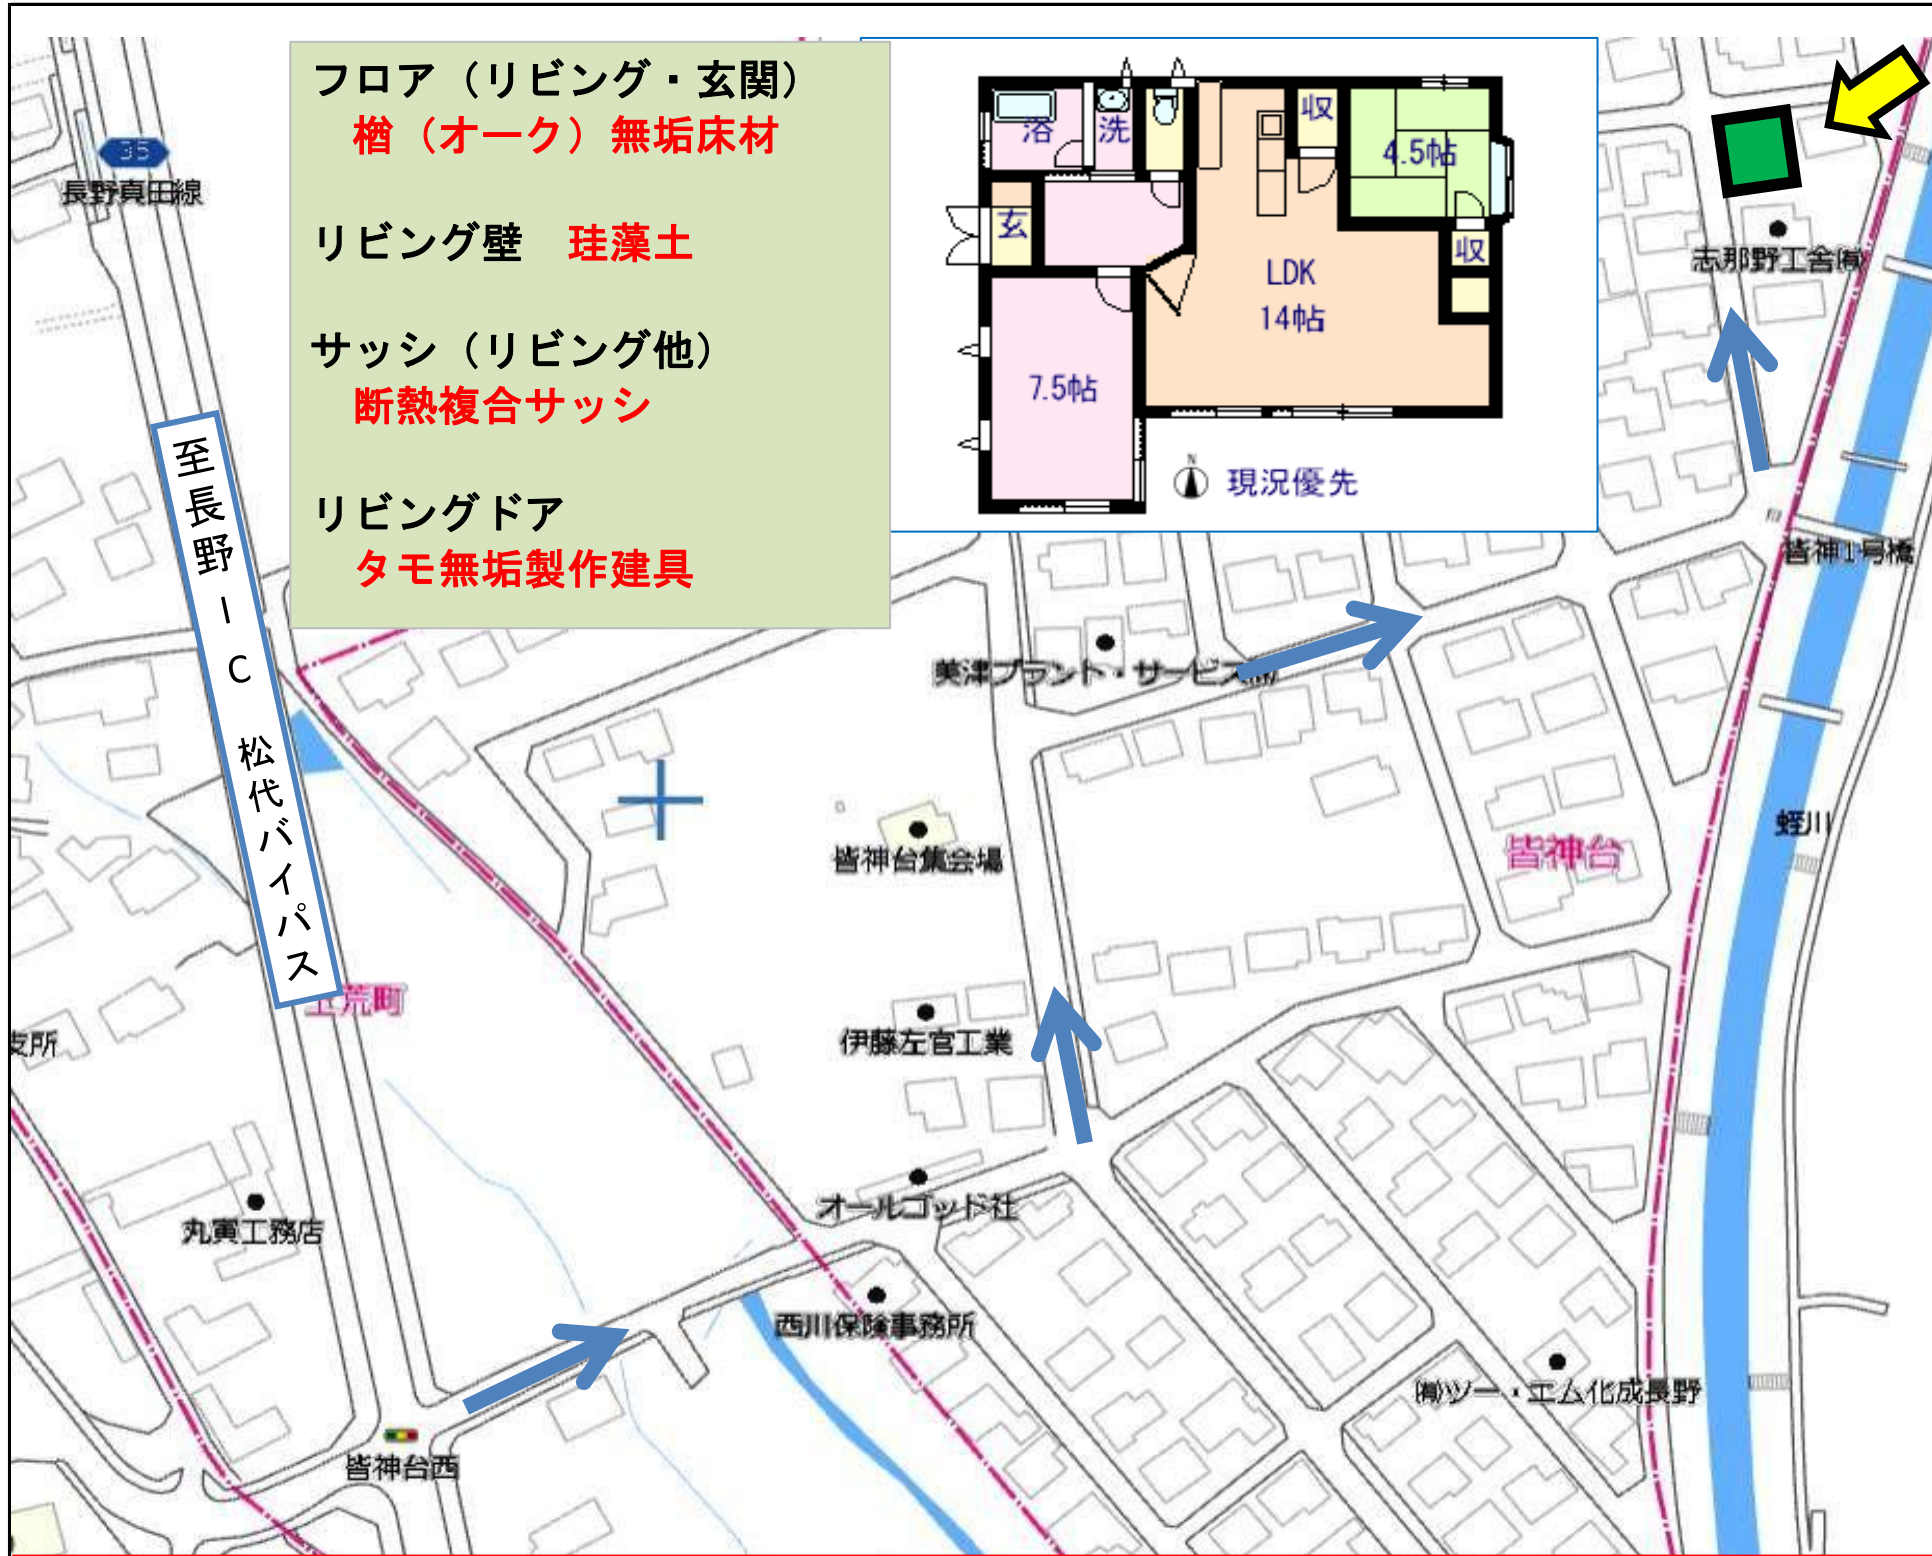 フロア（リビング・玄関）
楢（オーク）無垢床材
リビング壁　珪藻土
サッシ（リビング他）
断熱複合サッシ
リビングドア
タモ無垢製作建具
浴
洗
収
4.5帖
玄
収
LDK
14帖
7.5帖
N
現況優先
35
長野真田線
至長野IC 松代バイパス
志那野工舎㈲
皆神1号橋
美津プラント・サービス㈲
皆神台集会場
皆神台
蛭川
上荒町
支所
伊藤左官工業
丸寅工務店
オールゴッド社
西川保険事務所
㈲ツー・エム化成長野
皆神台西